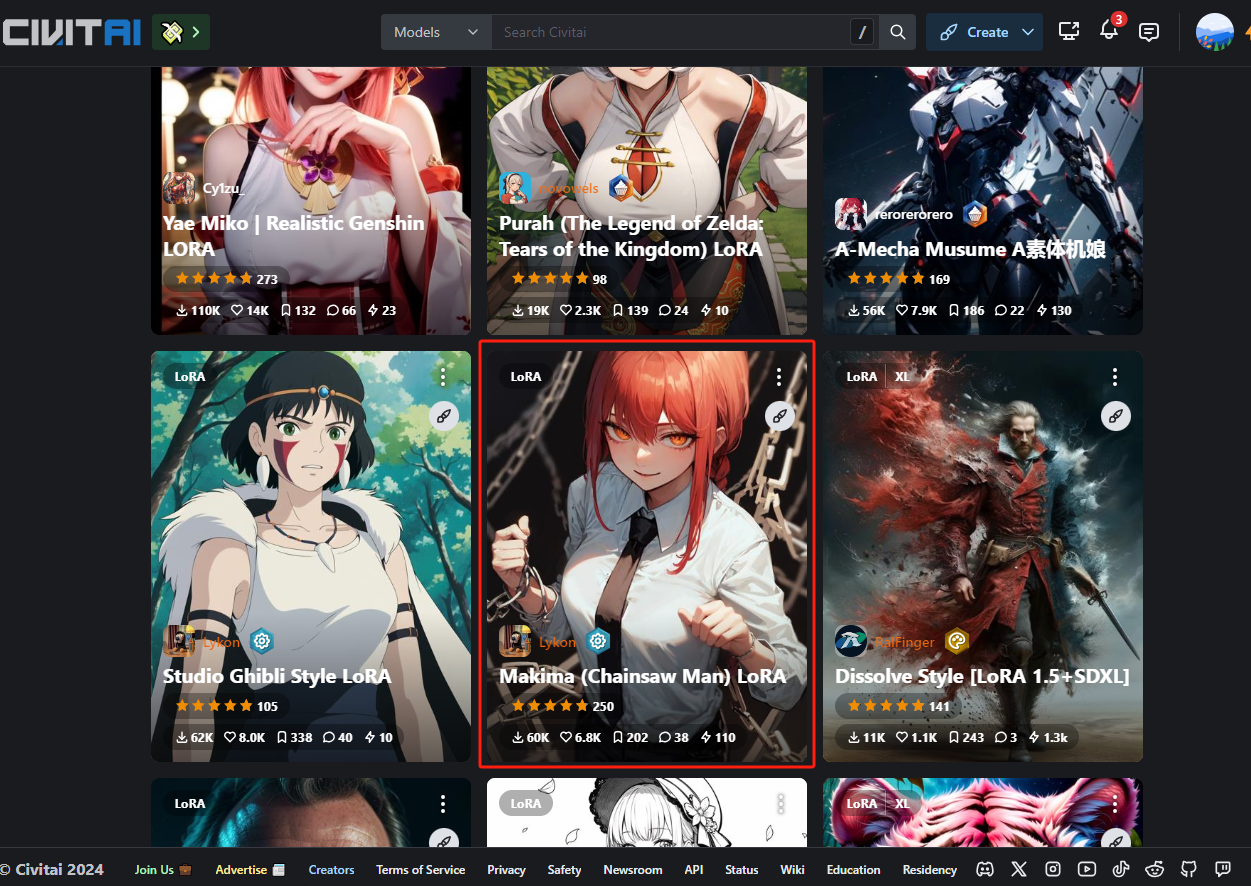 CIVITAI
Models
Search Civitai
/
Create
3
Cy1zu_
Yae Miko | Realistic Genshin
LORA
273
110K 14K 132 66 23
novowels
Purah (The Legend of Zelda:
Tears of the Kingdom) LoRA
98
19K 2.3K 139 24 10
rerorerorero
A-Mecha Musume A素体机娘
169
56K 7.9K 186 22 130
LoRA
Lykon
Studio Ghibli Style LoRA
105
62K 8.0K 338 40 10
LoRA
Lykon
Makima (Chainsaw Man) LoRA
250
60K 6.8K 202 38 110
LoRA XL
RalFinger
Dissolve Style [LoRA 1.5+SDXL]
141
11K 1.1K 243 3 1.3k
LoRA
LoRA
LoRA XL
© Civitai 2024 Join Us Advertise Creators Terms of Service Privacy Safety Newsroom API Status Wiki Education Residency